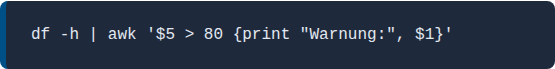 df -h | awk '$5 > 80 {print "Warnung:", $1}'